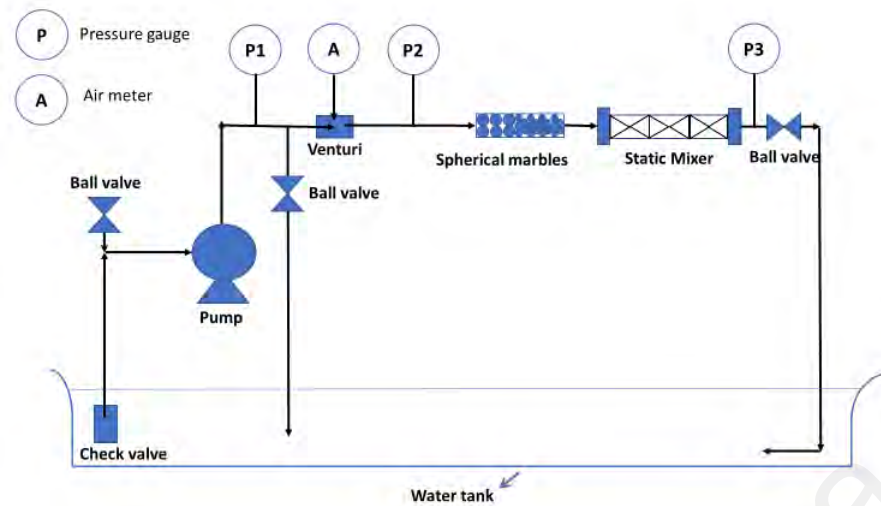 P Pressure gauge
A Air meter
P1
A
P2
P3
Venturi
Spherical marbles
Static Mixer
Ball valve
Ball valve
Ball valve
Pump
Check valve
Water tank